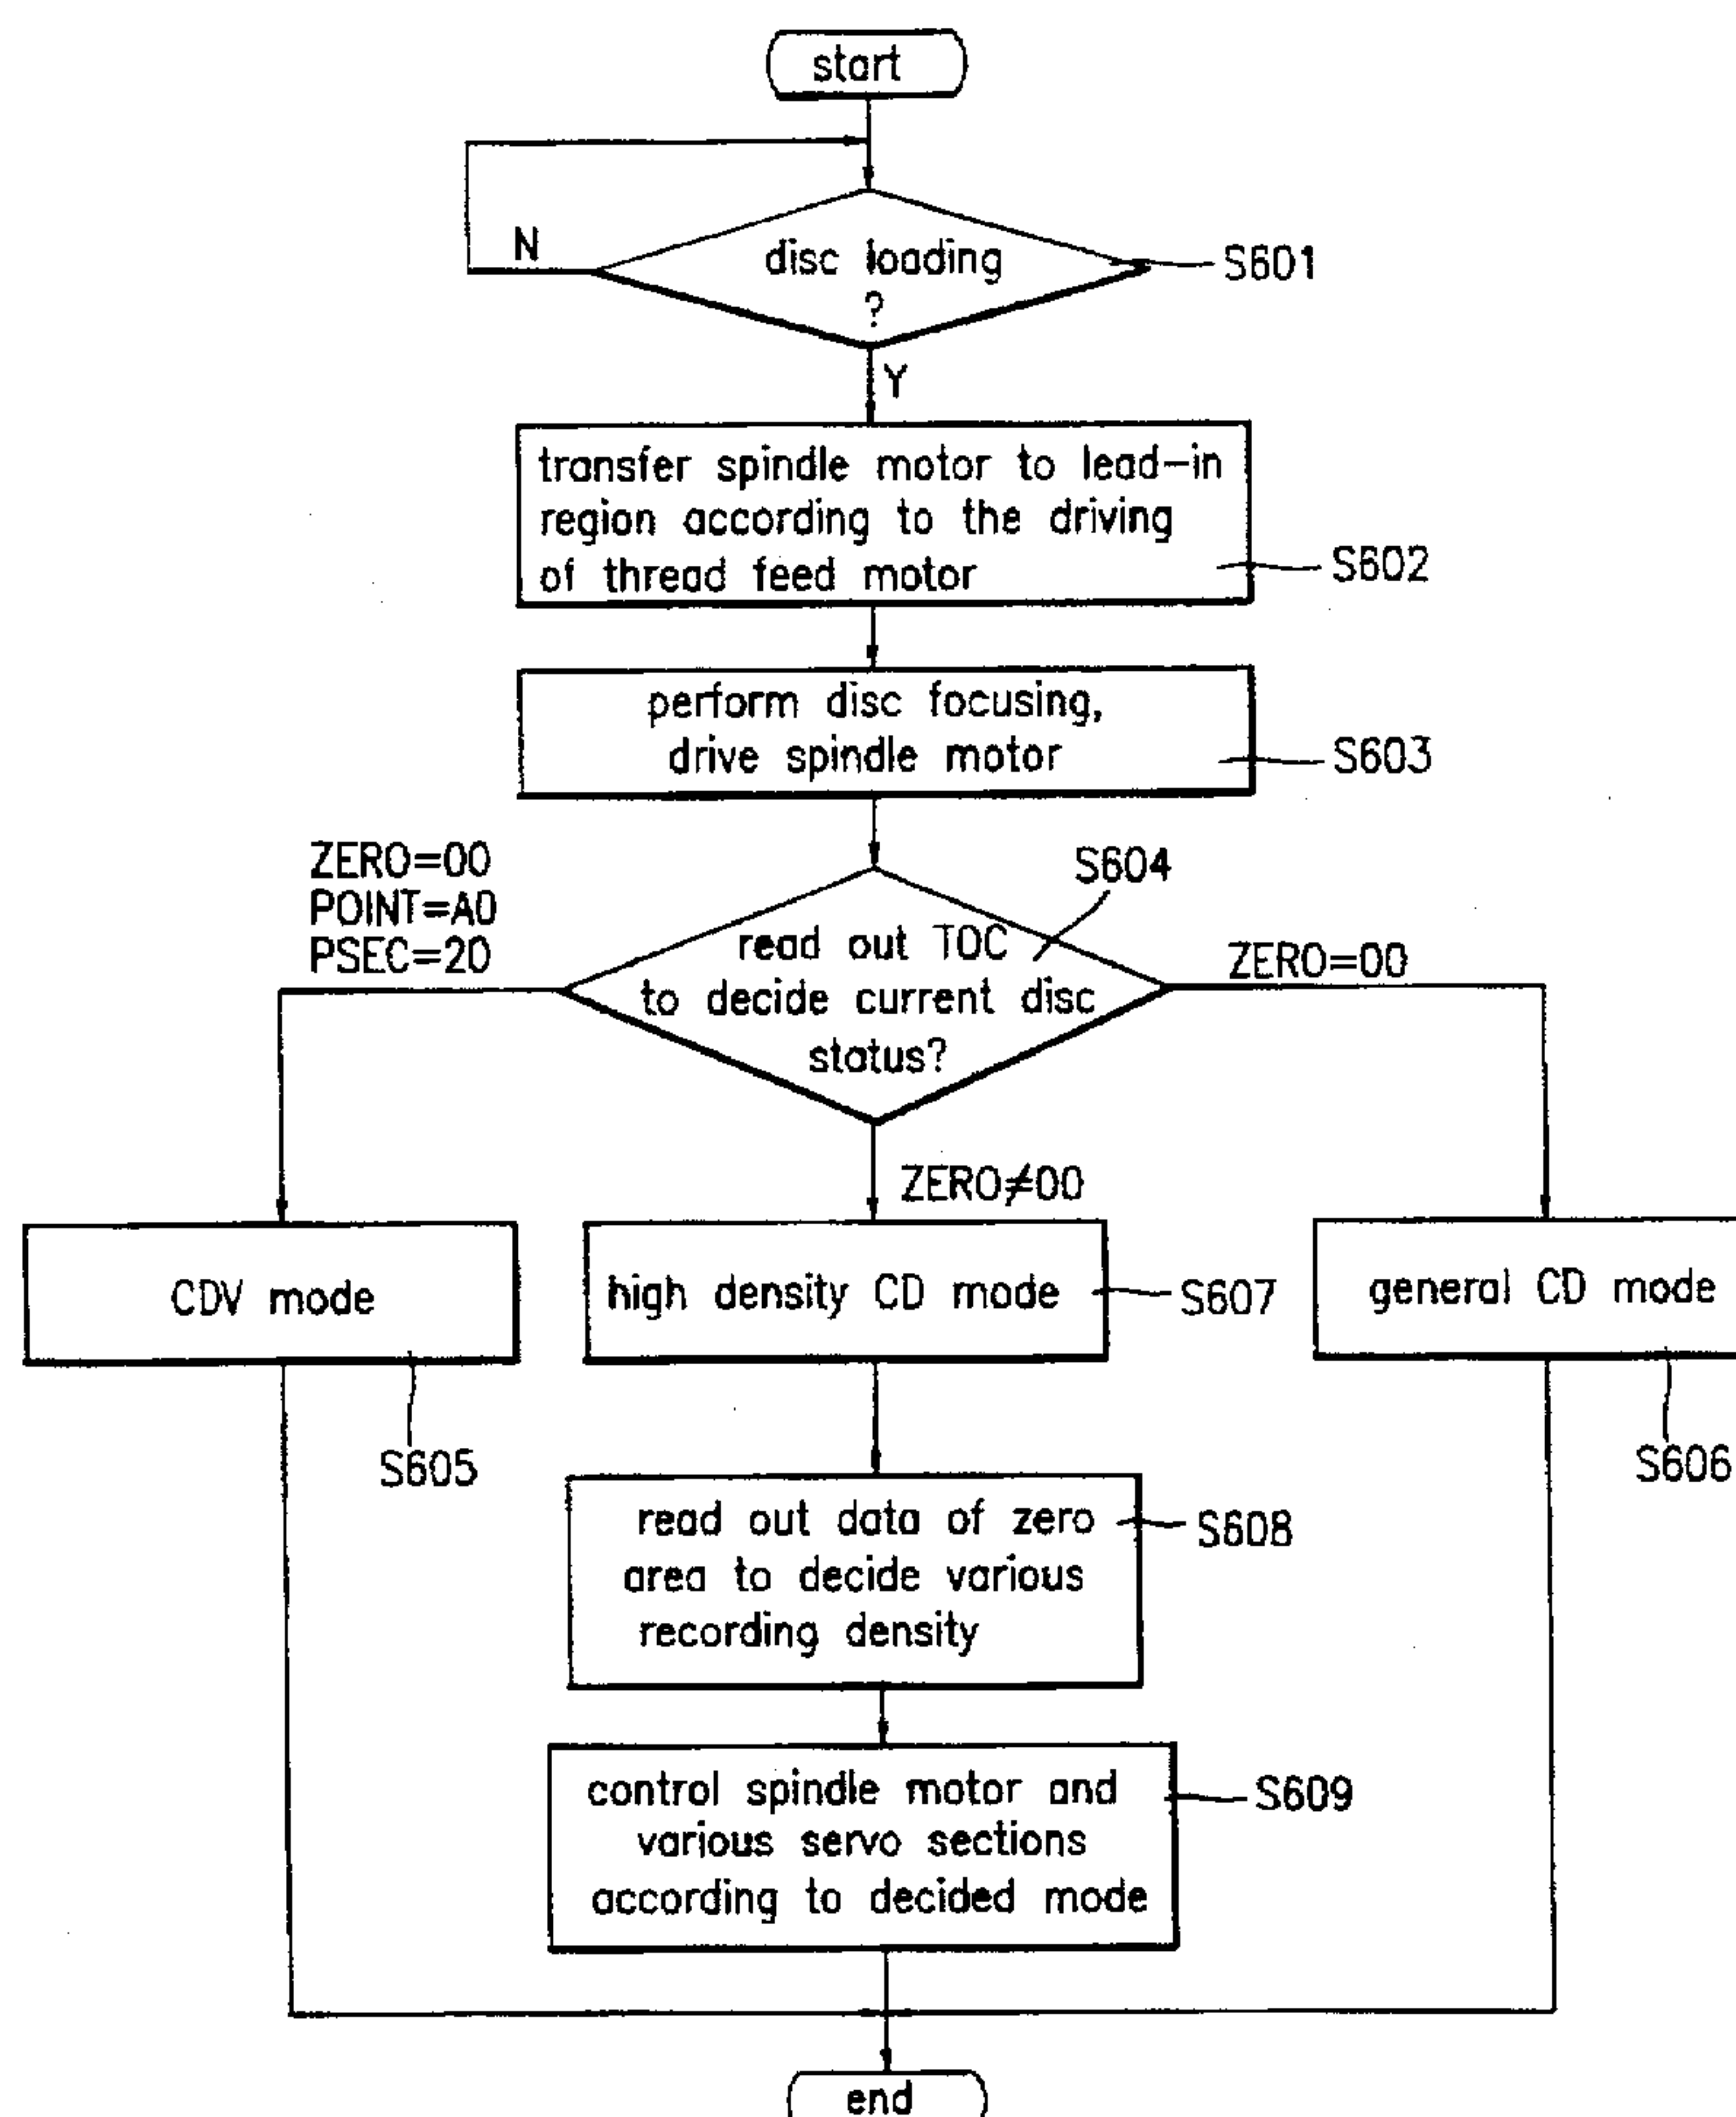 start
N
disc loading
?
S601
Y
transfer spindle motor to lead-in
region according to the driving
of thread feed motor
S602
perform disc focusing,
drive spindle motor
S603
ZERO=00
POINT=A0
PSEC=20
S604
read out TOC
to decide current disc
status?
ZERO=00
ZERO≠00
CDV mode
S605
high density CD mode
S607
general CD mode
S606
read out data of zero
area to decide various
recording density
S608
control spindle motor and
various servo sections
according to decided mode
S609
end